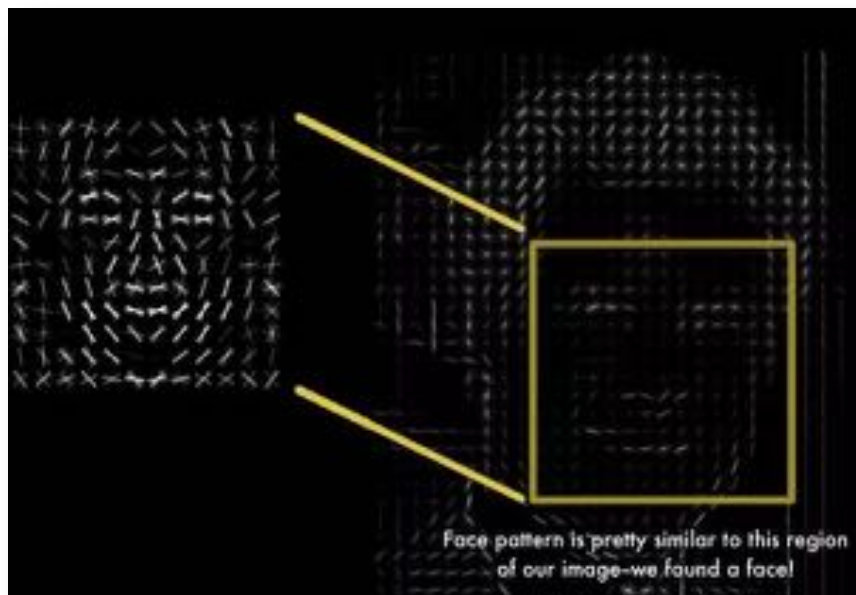 Face pattern is pretty similar to this region
of our image–we found a face!